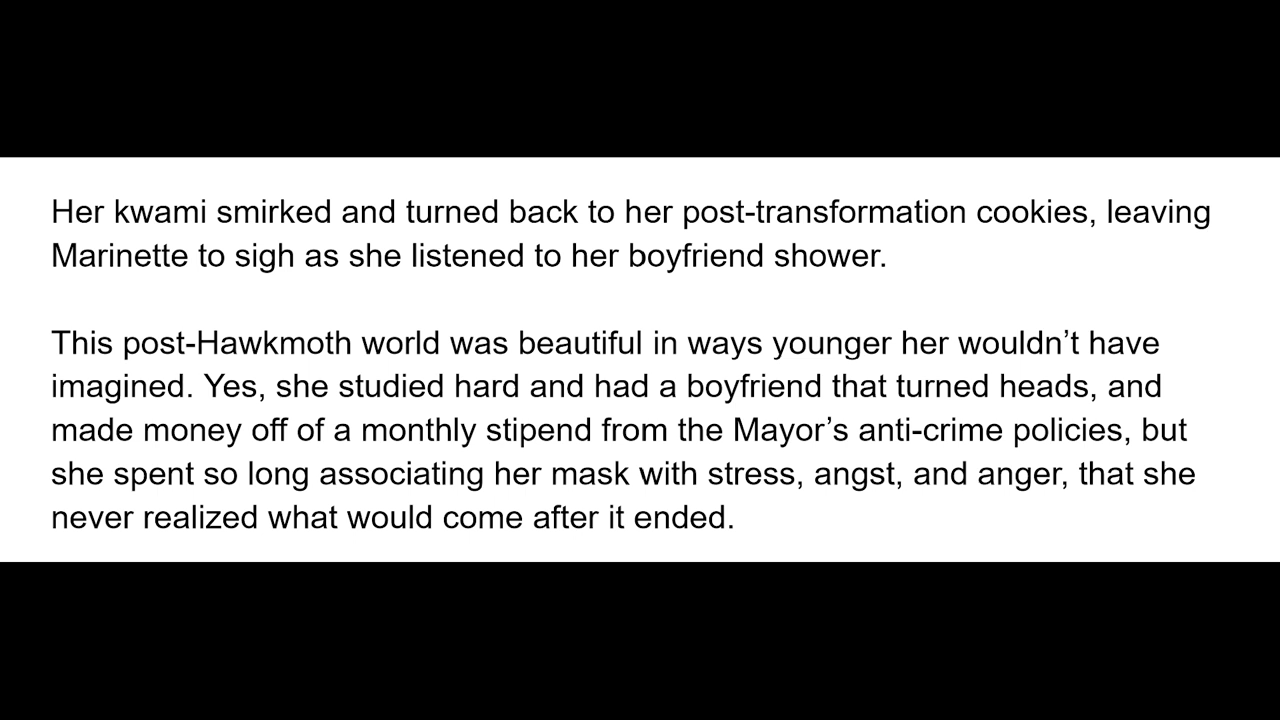 Her kwami smirked and turned back to her post-transformation cookies, leaving
Marinette to sigh as she listened to her boyfriend shower.
This post-Hawkmoth world was beautiful in ways younger her wouldn’t have
imagined. Yes, she studied hard and had a boyfriend that turned heads, and
made money off of a monthly stipend from the Mayor’s anti-crime policies, but
she spent so long associating her mask with stress, angst, and anger, that she
never realized what would come after it ended.